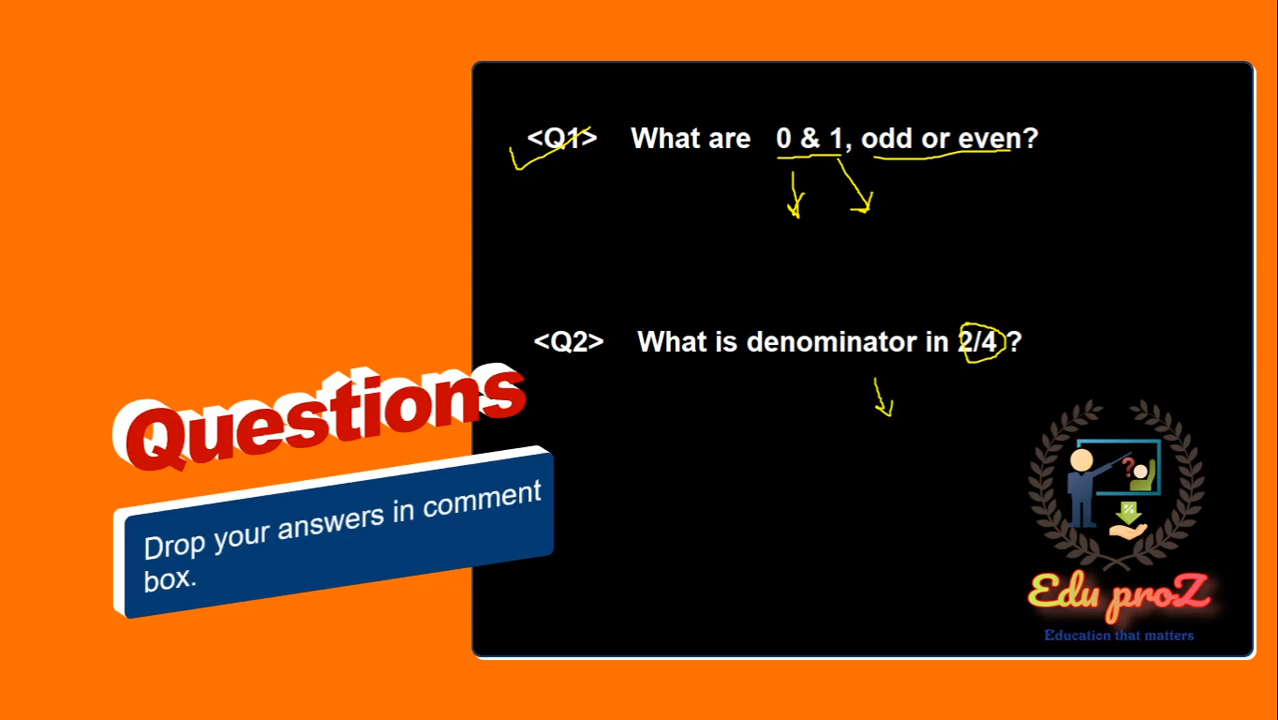 <Q1> What are 0 & 1, odd or even?
<Q2> What is denominator in 2/4 ?
Questions
Drop your answers in comment
box.
Edu proZ
Education that matters